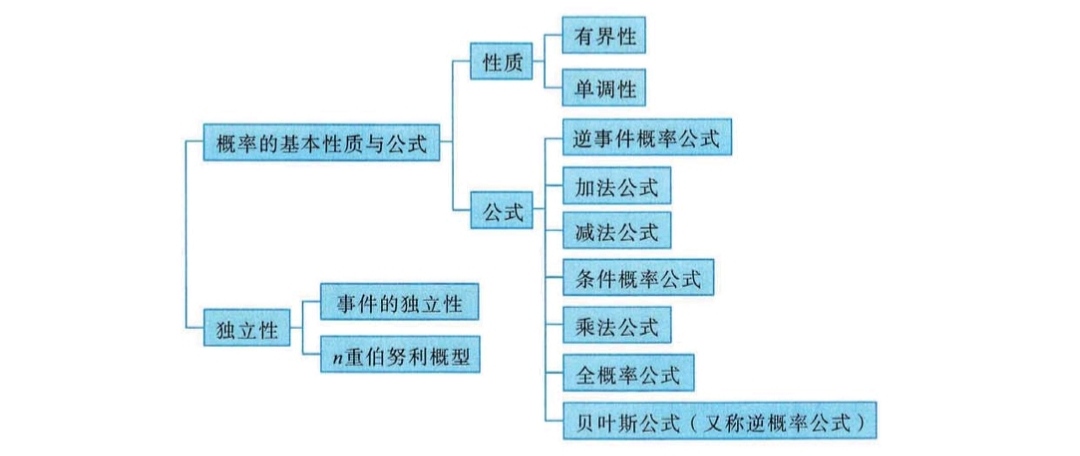 概率的基本性质与公式
性质
有界性
单调性
公式
逆事件概率公式
加法公式
减法公式
条件概率公式
乘法公式
全概率公式
贝叶斯公式（又称逆概率公式）
独立性
事件的独立性
n重伯努利概型